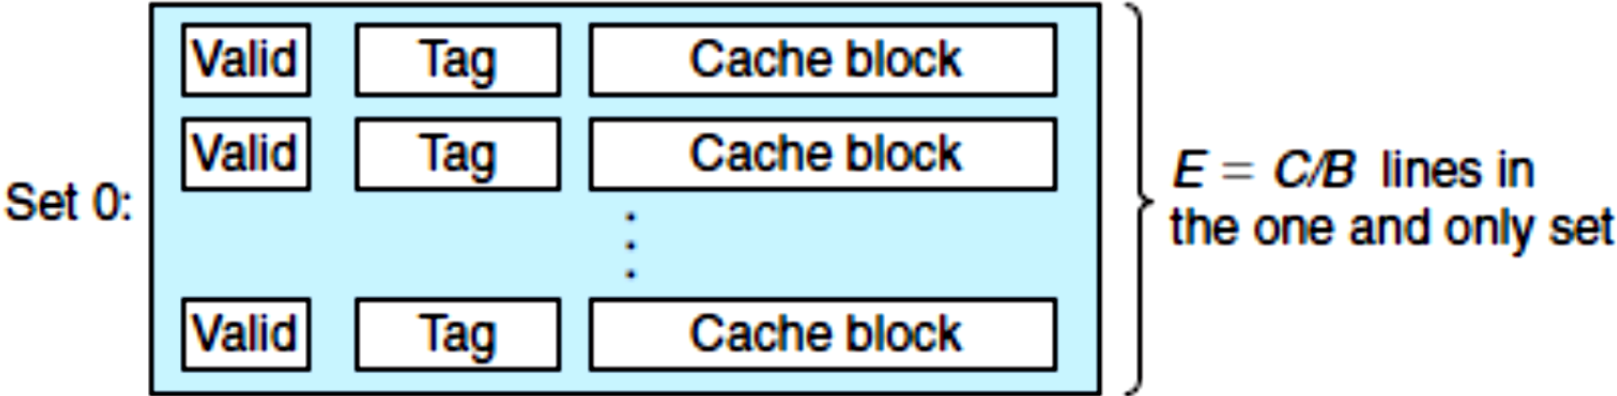 Valid Tag Cache block
Valid Tag Cache block
Set 0:
E = C/B lines in
the one and only set
Valid Tag Cache block